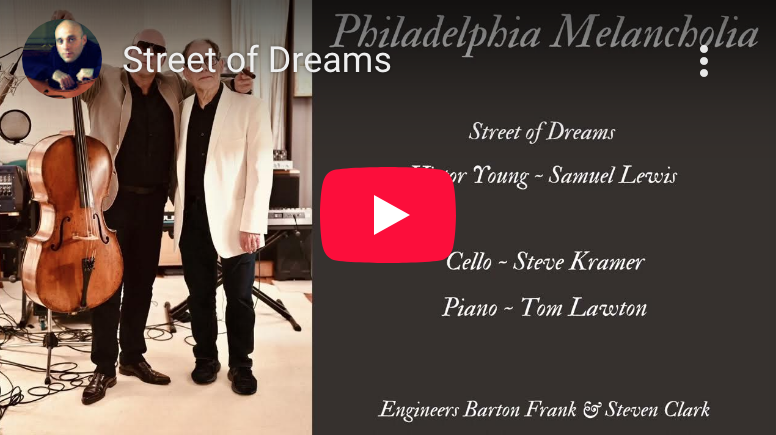 Philadelphia Melancholia
Street of Dreams
Street of Dreams
Victor Young ~ Samuel Lewis
Cello ~ Steve Kramer
Piano ~ Tom Lawton
Engineers Barton Frank & Steven Clark